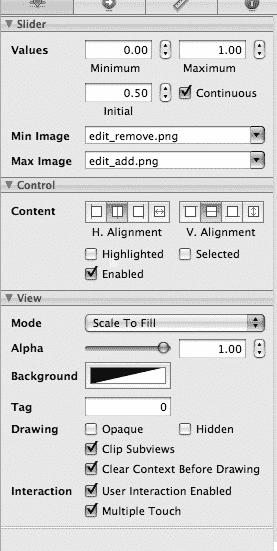 Slider
Values 0.00 1.00
Minimum Maximum
0.50 Continuous
Initial
Min Image edit_remove.png
Max Image edit_add.png
Control
Content
H. Alignment V. Alignment
Highlighted Selected
Enabled
View
Mode Scale To Fill
Alpha 1.00
Background
Tag 0
Drawing Opaque Hidden
Clip Subviews
Clear Context Before Drawing
Interaction User Interaction Enabled
Multiple Touch